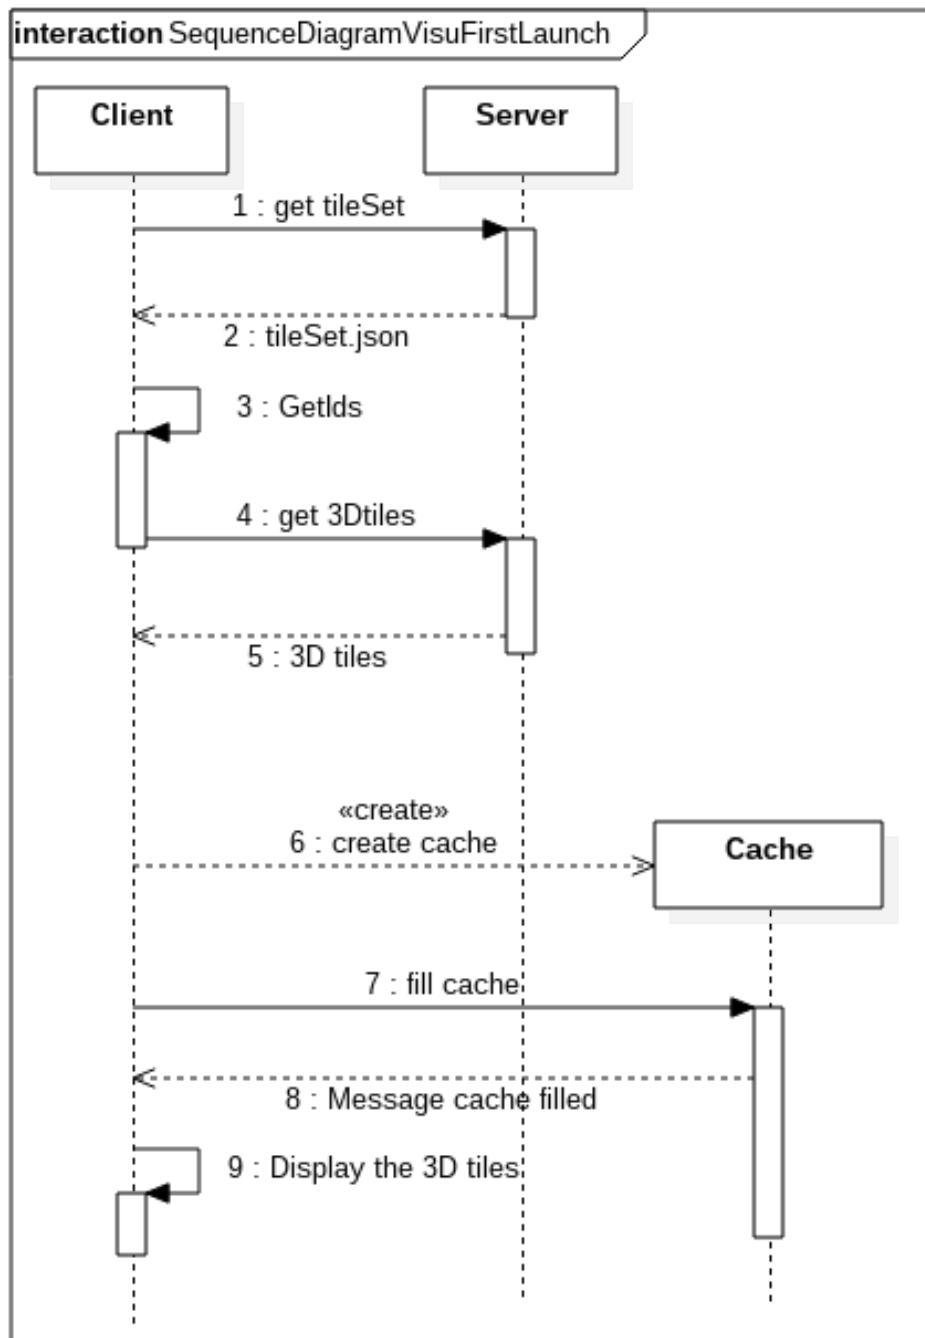 interaction SequenceDiagramVisuFirstLaunch
Client
Server
1 : get tileSet
2 : tileSet.json
3 : GetIds
4 : get 3Dtiles
5 : 3D tiles
«create»
6 : create cache
Cache
7 : fill cache
8 : Message cache filled
9 : Display the 3D tiles